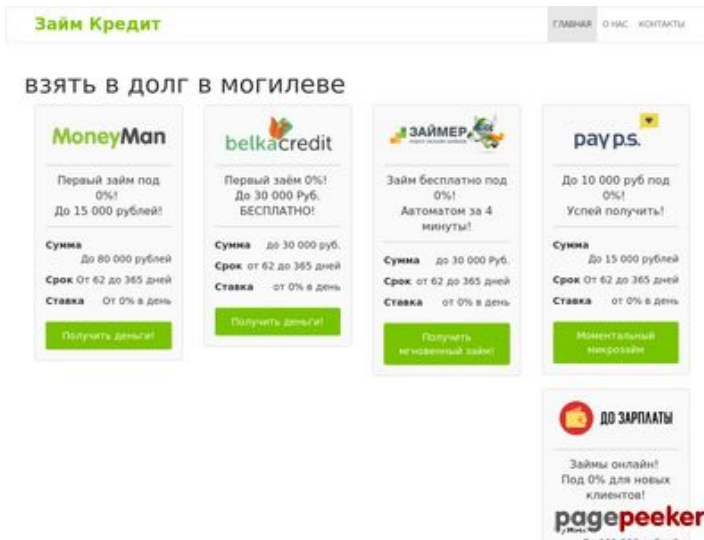 Займ Кредит
ГЛАВНАЯ О НАС КОНТАКТЫ
взять в долг в могилеве
MoneyMan
Первый займ под
0%!
До 15 000 рублей!
Сумма
До 80 000 рублей
Срок От 62 до 365 дней
Ставка От 0% в день
Получить деньги!
belkacredit
Первый заём 0%!
До 30 000 Руб.
БЕСПЛАТНО!
Сумма до 30 000 руб.
Срок от 62 до 365 дней
Ставка от 0% в день
Получить деньги!
ЗАЙМЕР
Займ бесплатно под
0%!
Автоматом за 4
минуты!
Сумма до 30 000 Руб.
Срок от 62 до 365 дней
Ставка от 0% в день
Получить
мгновенный займ!
pay p.s.
До 10 000 руб под
0%!
Успей получить!
Сумма
До 15 000 рублей
Срок От 62 до 365 дней
Ставка От 0% в день
Моментальный
микрозайм
ДО ЗАРПЛАТЫ
Займы онлайн!
Под 0% для новых
клиентов!
pagepeeker